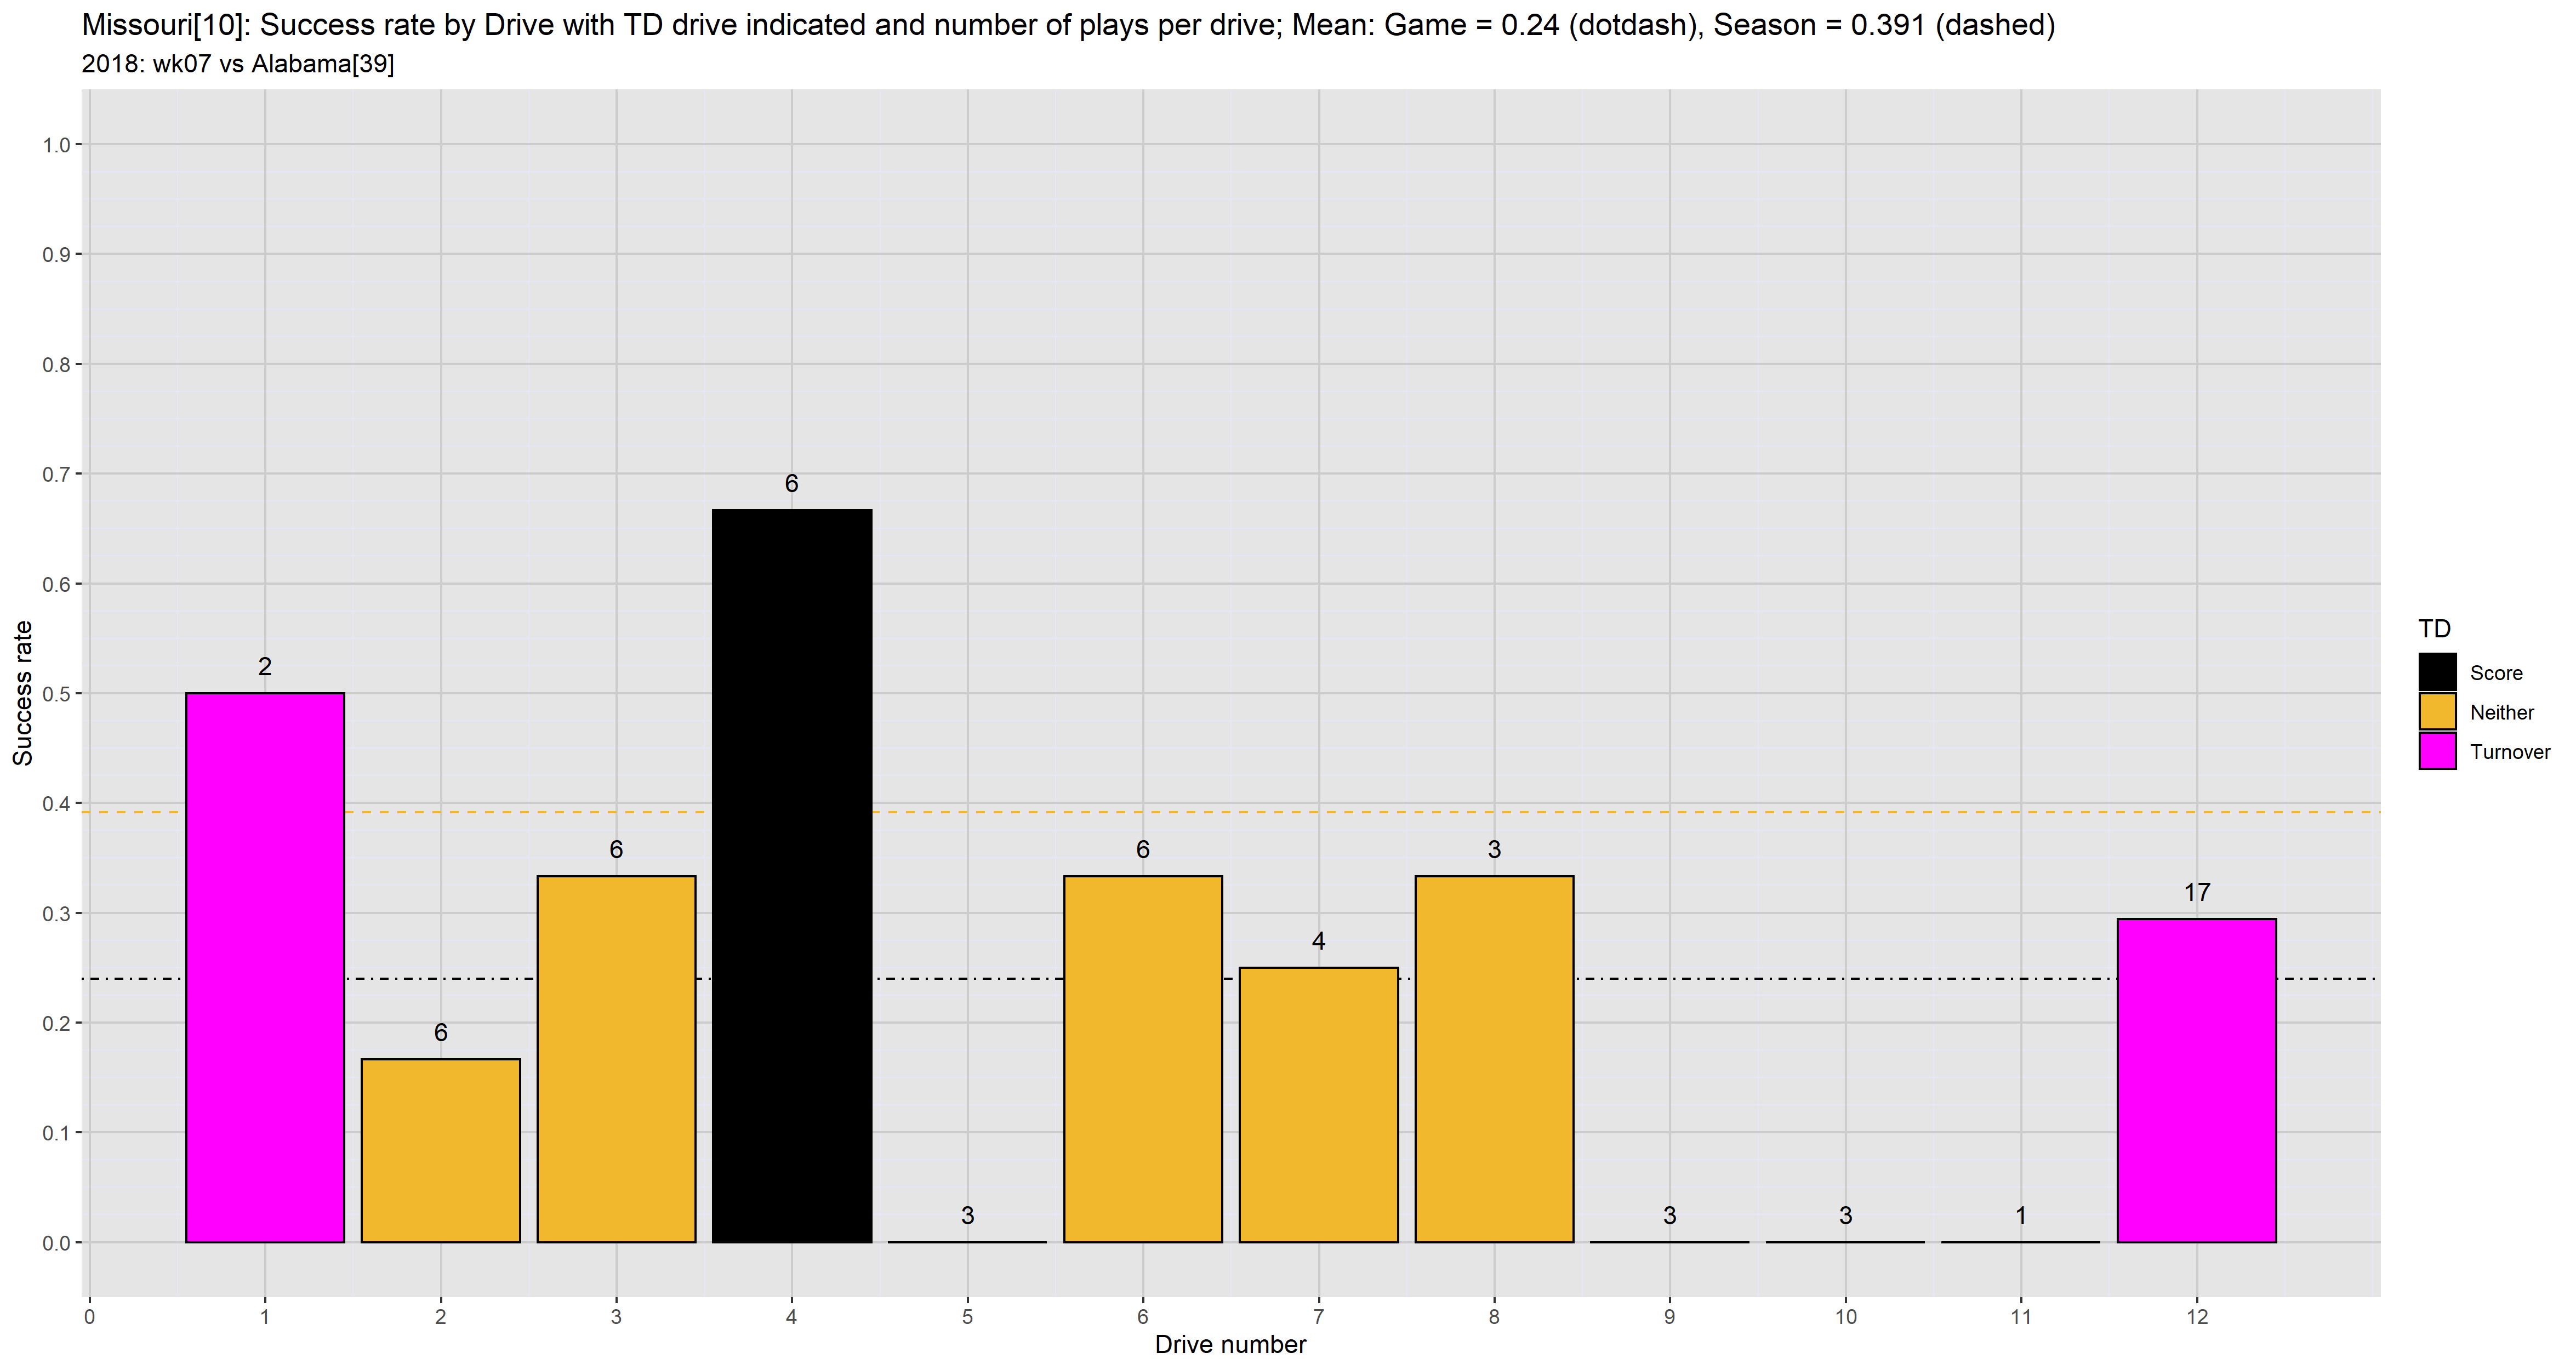 Missouri[10]: Success rate by Drive with TD drive indicated and number of plays per drive; Mean: Game = 0.24 (dotdash), Season = 0.391 (dashed)
2018: wk07 vs Alabama[39]
Success rate
1.0
0.9
0.8
0.7
0.6
0.5
0.4
0.3
0.2
0.1
0.0
2
6
6
6
3
6
4
3
3
3
1
17
0 1 2 3 4 5 6 7 8 9 10 11 12
Drive number
TD
Score
Neither
Turnover